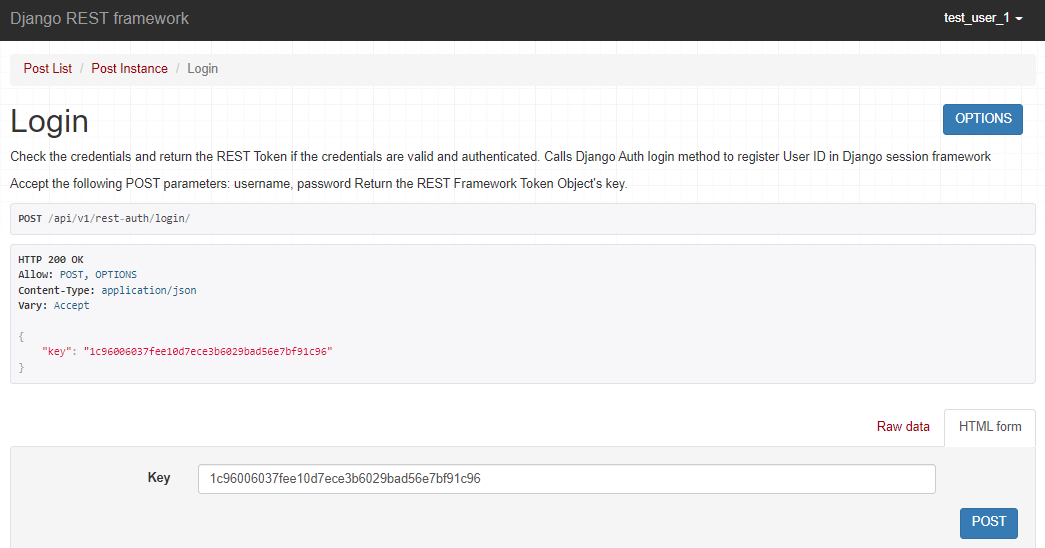 Django REST framework
test_user_1
Post List / Post Instance / Login
Login
OPTIONS
Check the credentials and return the REST Token if the credentials are valid and authenticated. Calls Django Auth login method to register User ID in Django session framework
Accept the following POST parameters: username, password Return the REST Framework Token Object's key.
POST /api/v1/rest-auth/login/
HTTP 200 OK
Allow: POST, OPTIONS
Content-Type: application/json
Vary: Accept
{
"key": "1c96006037fee10d7ece3b6029bad56e7bf91c96"
}
Raw data
HTML form
Key
1c96006037fee10d7ece3b6029bad56e7bf91c96
POST